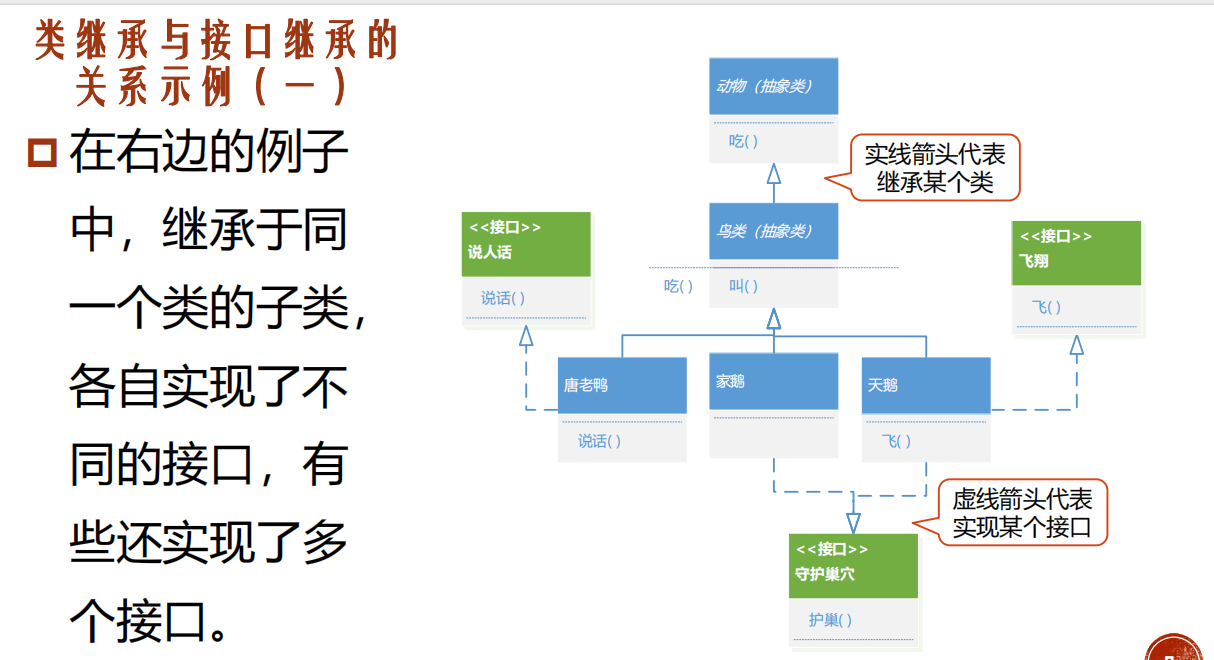 类继承与接口继承的
关系示例(一)
在右边的例子
中，继承于同
一个类的子类，
各自实现了不
同的接口，有
些还实现了多
个接口。
动物（抽象类）
吃( )
实线箭头代表
继承某个类
鸟类（抽象类）
吃( )
叫( )
<<接口>>
说人话
说话( )
<<接口>>
飞翔
飞( )
唐老鸭
说话( )
家鹅
天鹅
飞( )
虚线箭头代表
实现某个接口
<<接口>>
守护巢穴
护巢( )